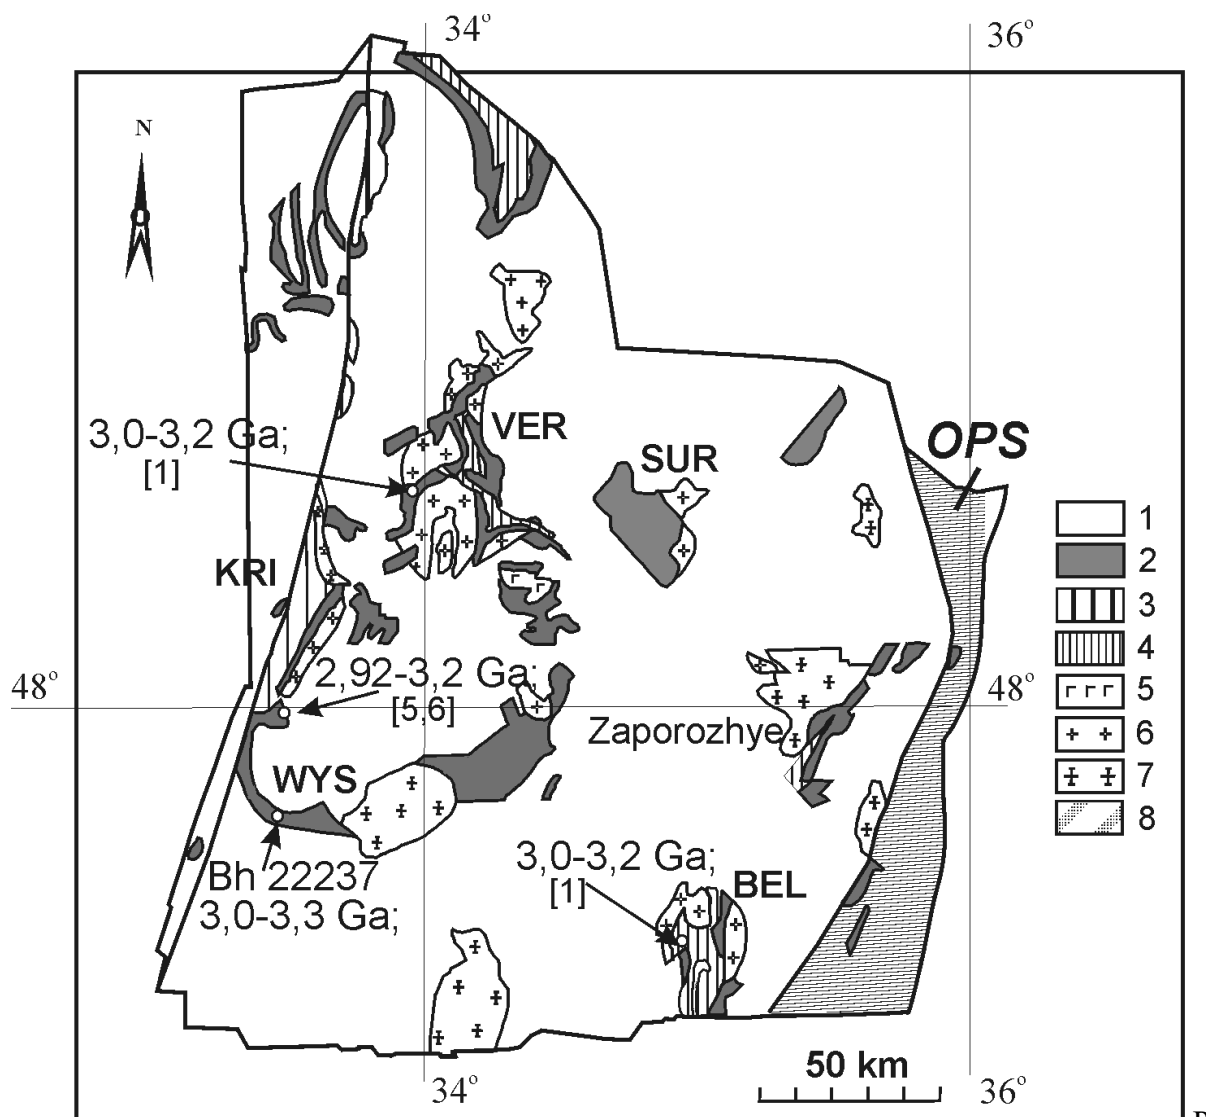 34°
36°
N
3,0-3,2 Ga;
[1]
VER
SUR
OPS
1
2
3
4
5
6
7
8
KRI
48°
2,92-3,2 Ga;
[5,6]
48°
Zaporozhye
WYS
Bh 22237
3,0-3,3 Ga;
3,0-3,2 Ga;
[1]
BEL
50 km
34°
36°